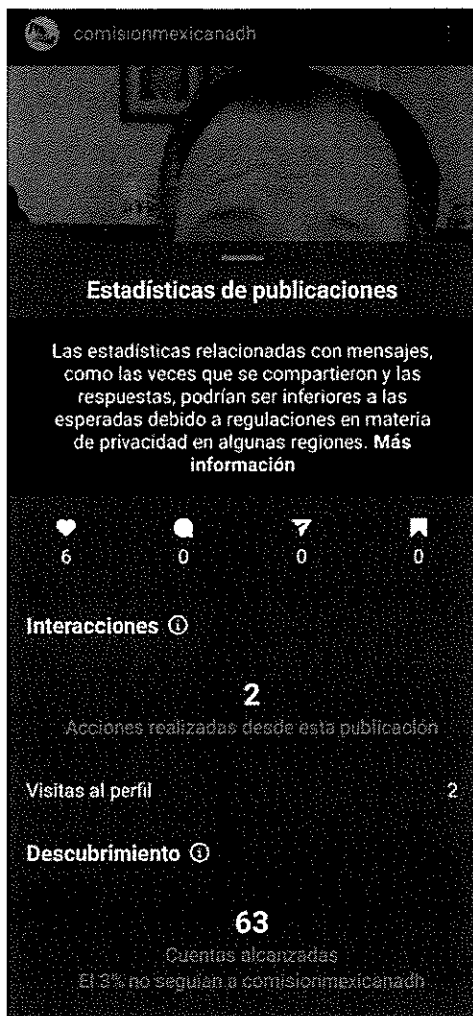 comisionmexicanadh
Estadísticas de publicaciones
Las estadísticas relacionadas con mensajes,
como las veces que se compartieron y las
respuestas, podrían ser inferiores a las
esperadas debido a regulaciones en materia
de privacidad en algunas regiones. Más
información
6 0 0 0
Interacciones
2
Acciones realizadas desde esta publicación
Visitas al perfil 2
Descubrimiento
63
Cuentas alcanzadas
El 3% no seguían a comisionmexicanadh